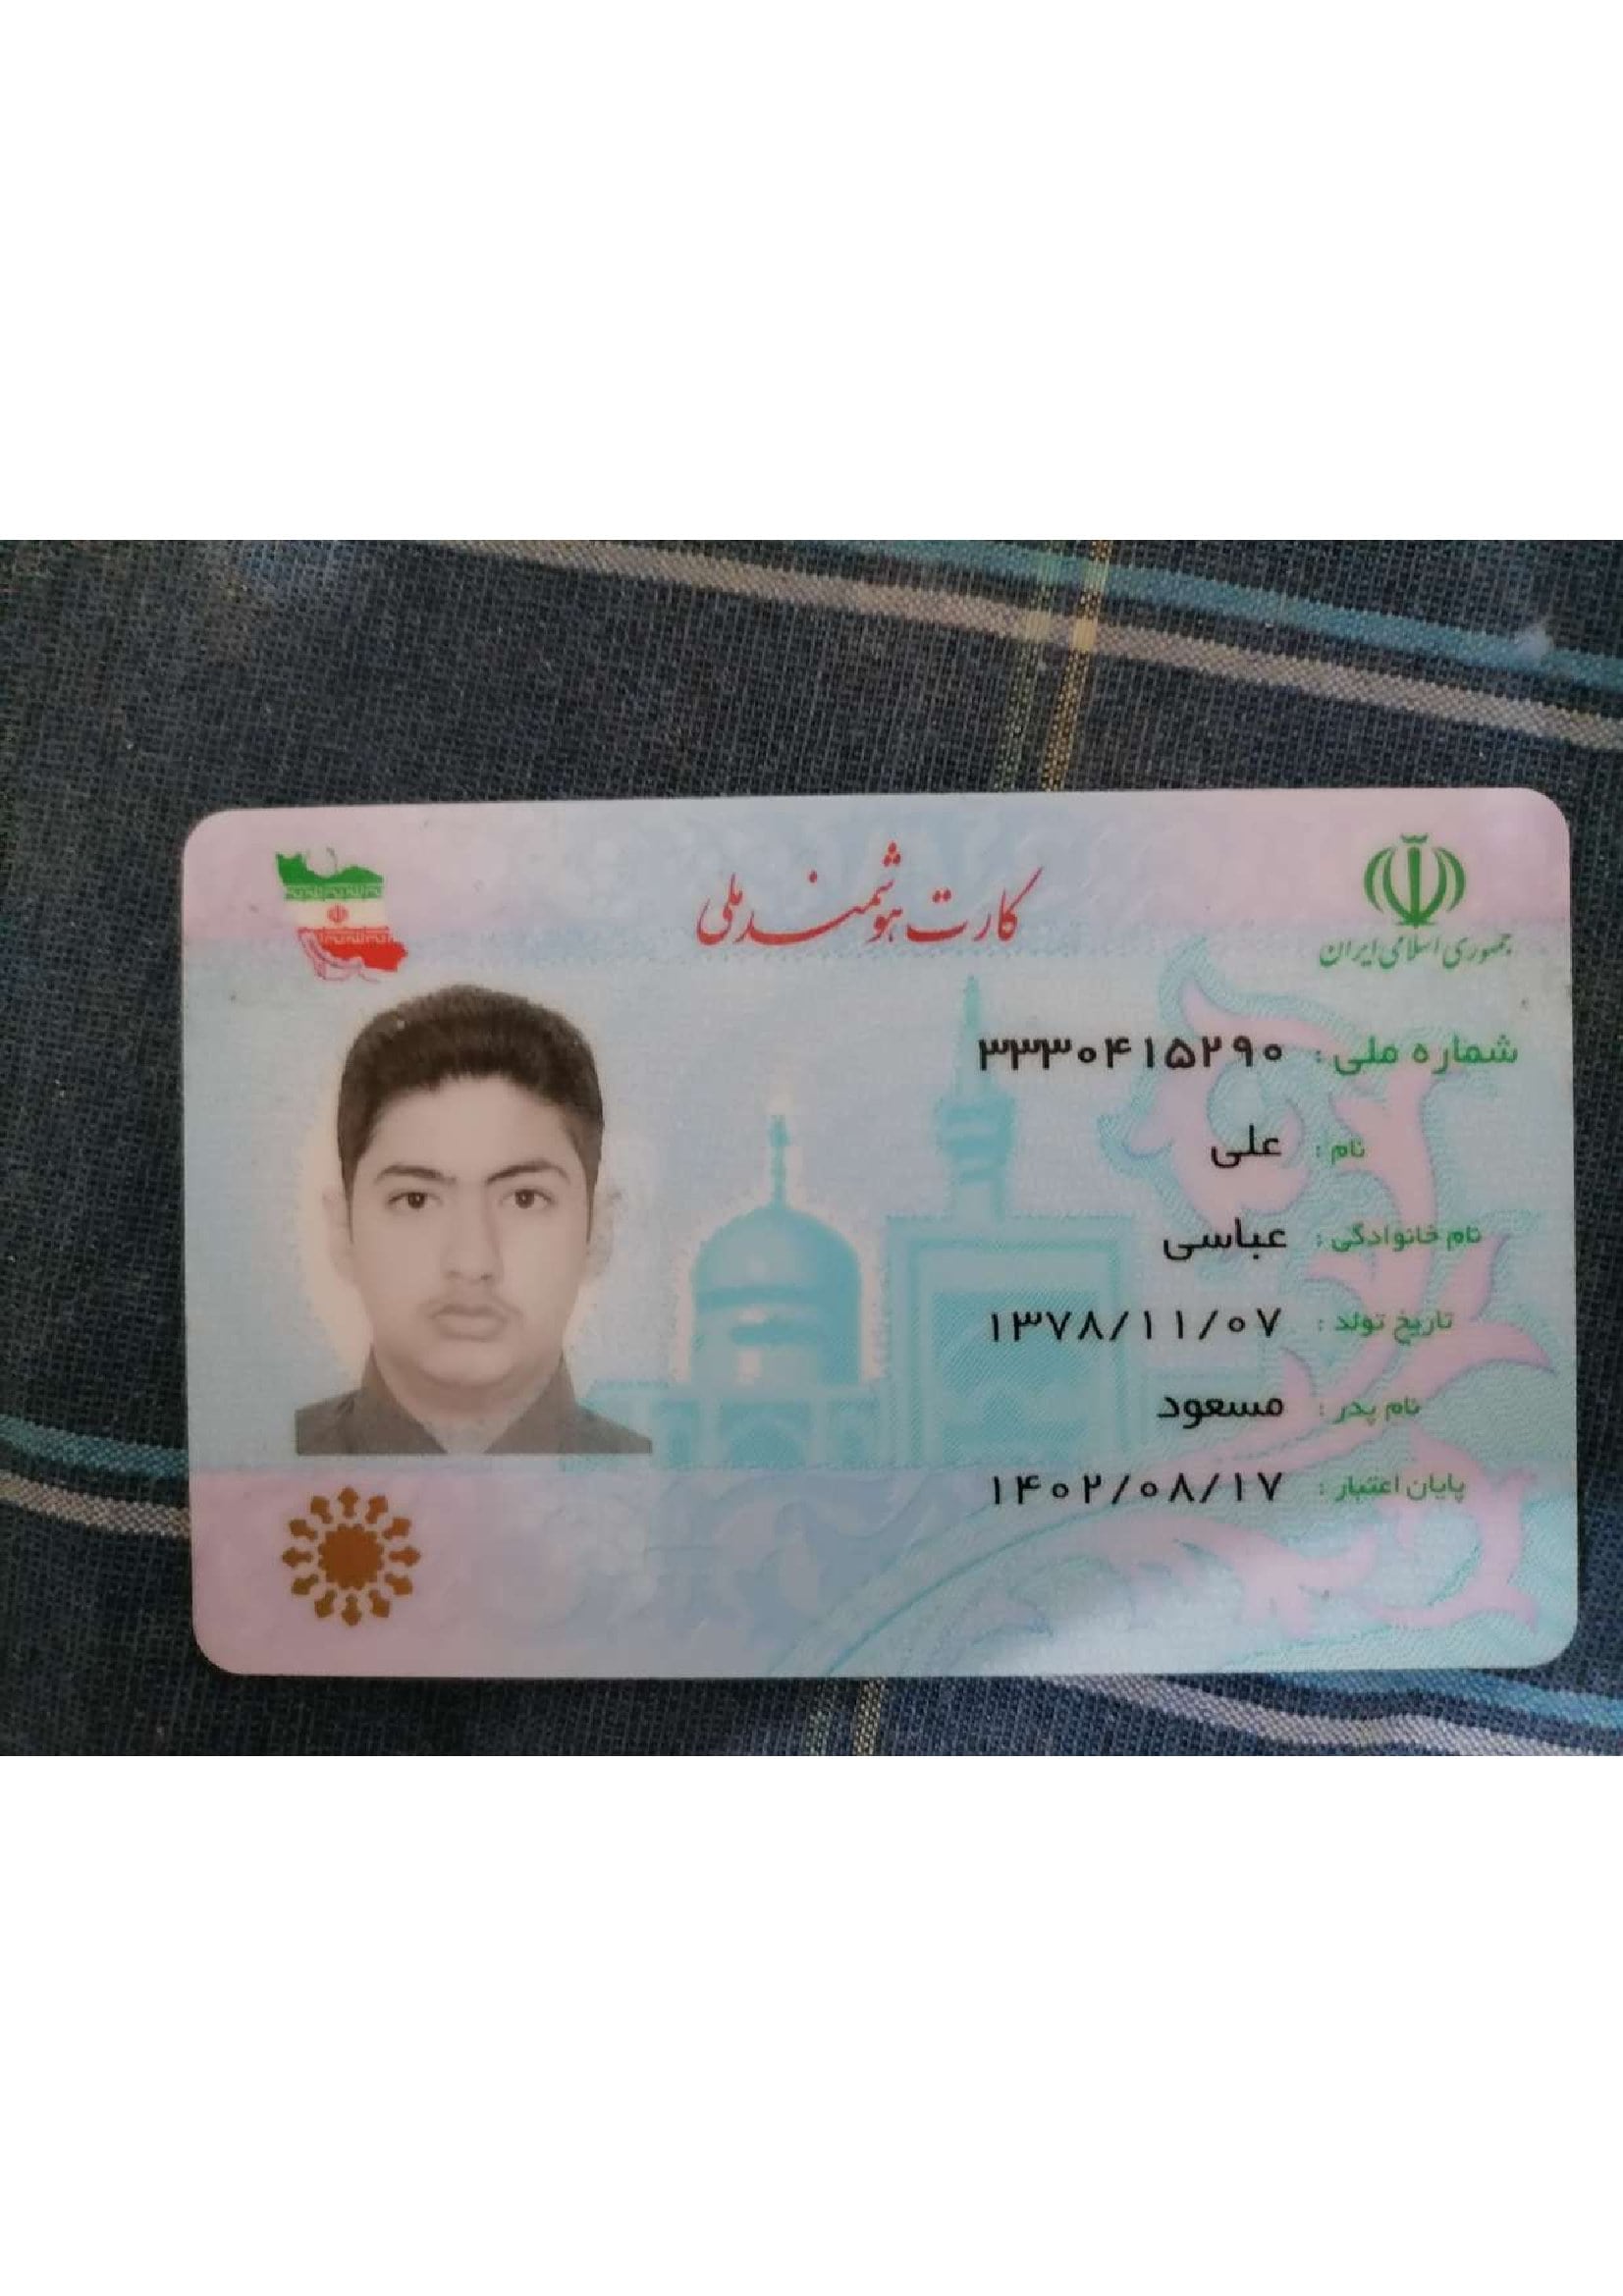 کارت هوشمند ملی
جمهوری اسلامی ایران
شماره ملی : ۳۳۳۰۴۱۵۲۹۰
نام : علی
نام خانوادگی : عباسی
تاریخ تولد : ۱۳۷۸/۱۱/۰۷
نام پدر : مسعود
پایان اعتبار : ۱۴۰۲/۰۸/۱۷